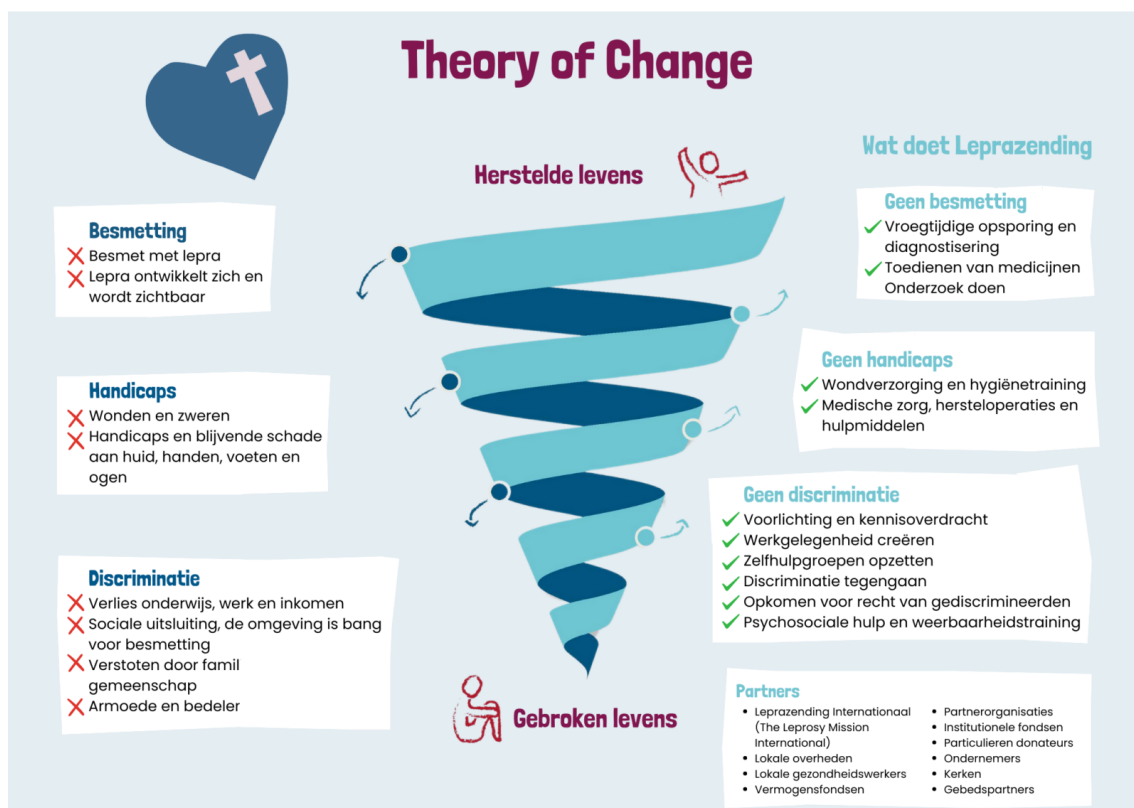 Theory of Change
Herstelde levens
Gebroken levens
Besmetting
Besmet met lepra
Lepra ontwikkelt zich en
wordt zichtbaar
Handicaps
Wonden en zweren
Handicaps en blijvende schade
aan huid, handen, voeten en
ogen
Discriminatie
Verlies onderwijs, werk en inkomen
Sociale uitsluiting, de omgeving is bang
voor besmetting
Verstoten door famil
gemeenschap
Armoede en bedeler
Wat doet Leprazending
Geen besmetting
Vroegtijdige opsporing en
diagnostisering
Toedienen van medicijnen
Onderzoek doen
Geen handicaps
Wondverzorging en hygiënetraining
Medische zorg, hersteloperaties en
hulpmiddelen
Geen discriminatie
Voorlichting en kennisoverdracht
Werkgelegenheid creëren
Zelfhulpgroepen opzetten
Discriminatie tegengaan
Opkomen voor recht van gediscrimineerden
Psychosociale hulp en weerbaarheidstraining
Partners
Leprazending Internationaal
(The Leprosy Mission
International)
Lokale overheden
Lokale gezondheidswerkers
Vermogensfondsen
Partnerorganisaties
Institutionele fondsen
Particulieren donateurs
Ondernemers
Kerken
Gebedspartners